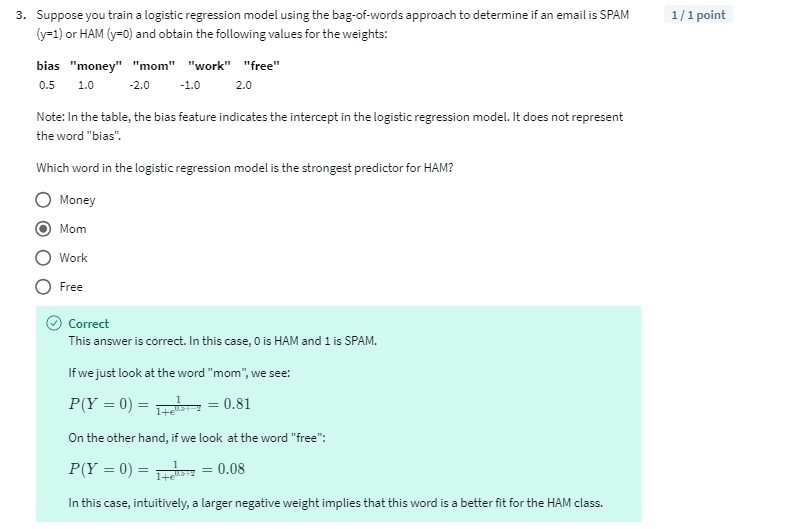 3. Suppose you train a logistic regression model using the bag-of-words approach to determine if an email is SPAM 1 / 1 point
(y=1) or HAM (y=0) and obtain the following values for the weights:
bias "money" "mom" "work" "free"
0.5 1.0 -2.0 -1.0 2.0
Note: In the table, the bias feature indicates the intercept in the logistic regression model. It does not represent
the word "bias".
Which word in the logistic regression model is the strongest predictor for HAM?
Money
Mom
Work
Free
Correct
This answer is correct. In this case, 0 is HAM and 1 is SPAM.
If we just look at the word "mom", we see:
P(Y = 0) = 1/(1+e^(0.5+−2)) = 0.81
On the other hand, if we look at the word "free":
P(Y = 0) = 1/(1+e^(0.5+2)) = 0.08
In this case, intuitively, a larger negative weight implies that this word is a better fit for the HAM class.